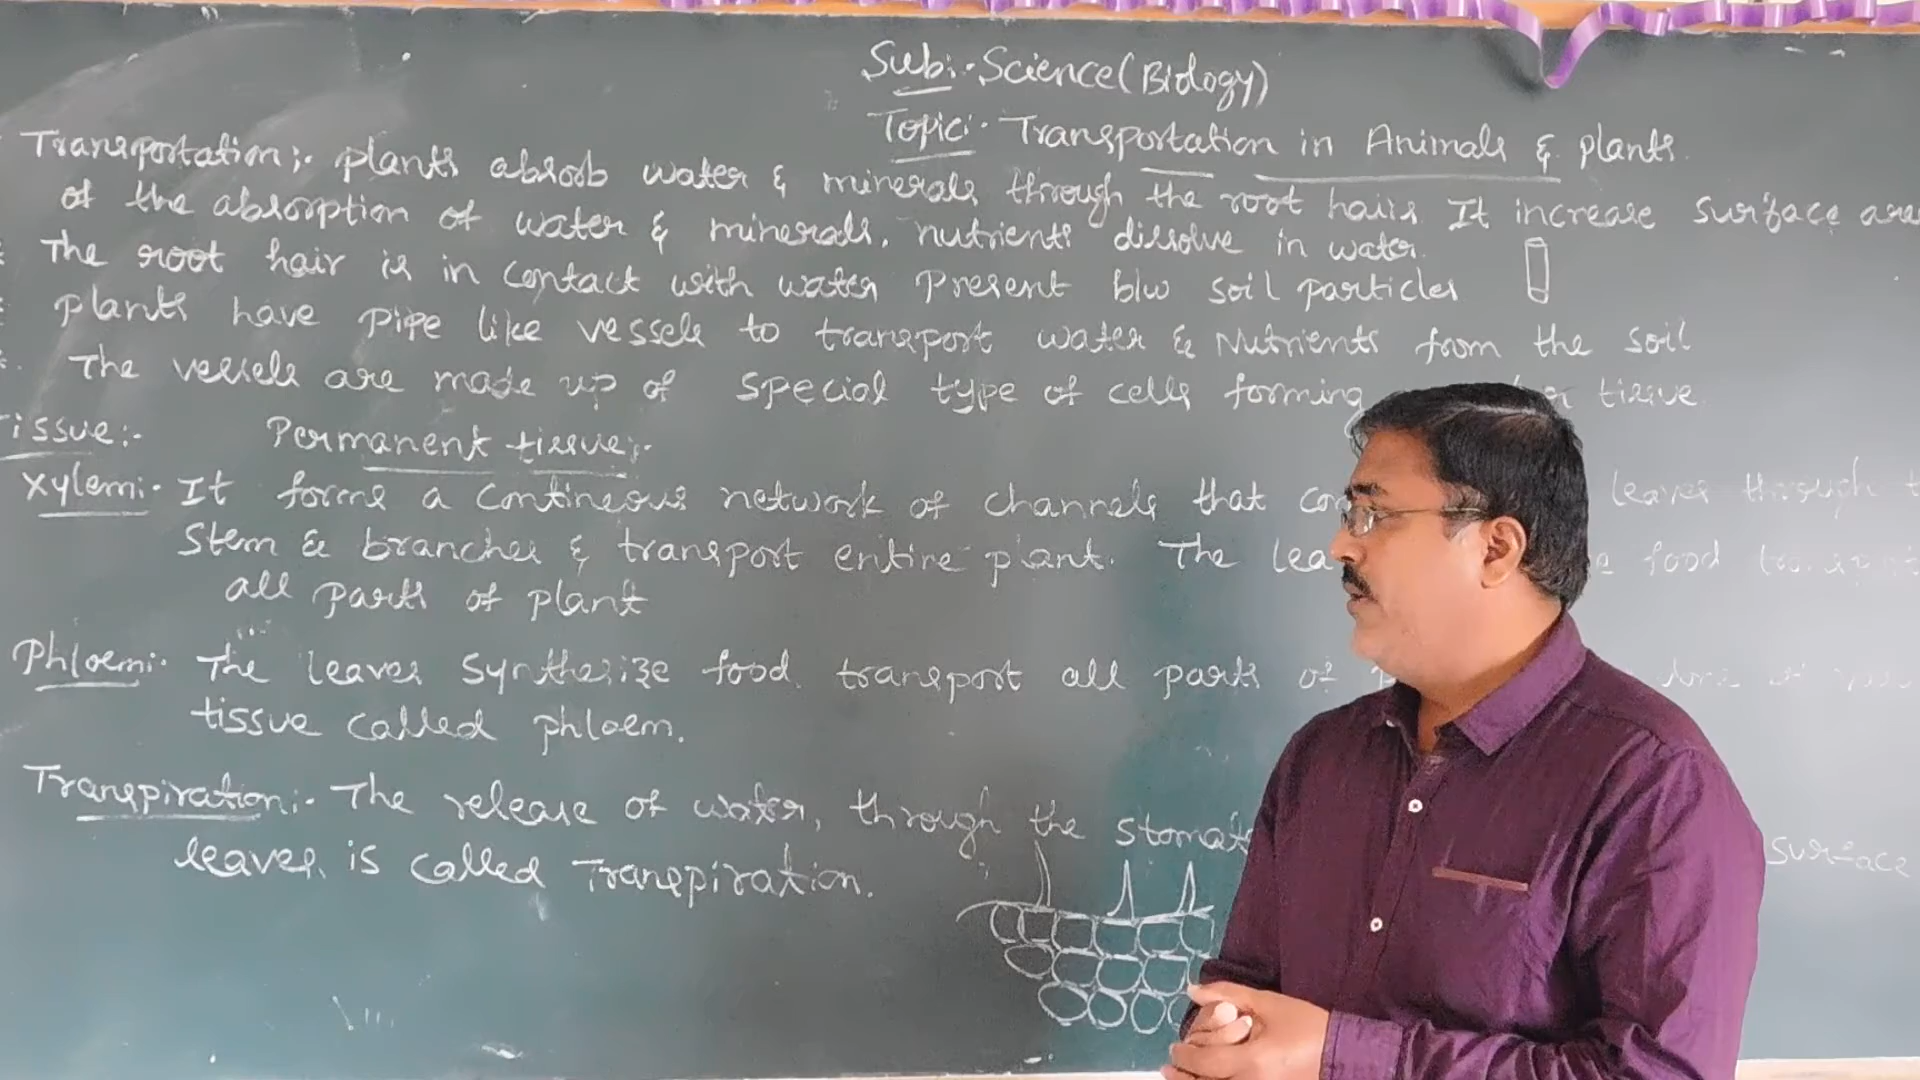 Sub:- Science (Biology)
Topic:- Transportation in Animals & plants.
Transportation:- plants absorb water & minerals through the root hairs It increase surface area
of the absorption of water & minerals, nutrients dissolve in water.
The root hair is in contact with water present b/w soil particles
plants have pipe like vessels to transport water & Nutrients from the soil
The vessels are made up of special type of cells forming tissue
Tissue:- Permanent tissue:-
Xylem:- It forms a contineous network of channels that leaves through
Stem & branches & transport entire plant. The food
all parts of plant
Phloem:- The leaves synthesize food transport all parts of
tissue called phloem.
Transpiration:- The release of water, through the surface
leaves is called Transpiration.